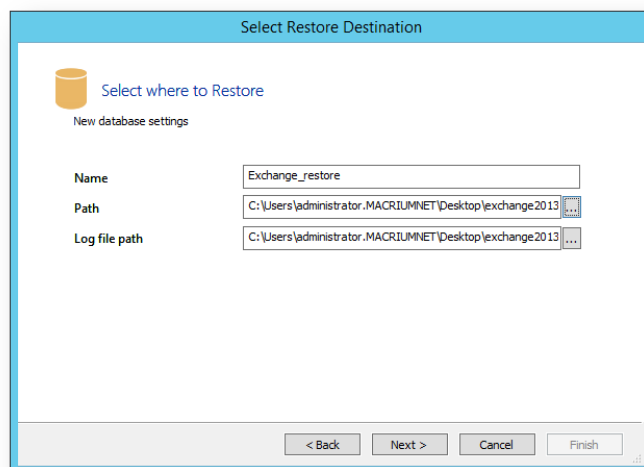 Select Restore Destination
Select where to Restore
New database settings
Name Exchange_restore
Path C:\Users\administrator.MACRIUMNET\Desktop\exchange2013 ...
Log file path C:\Users\administrator.MACRIUMNET\Desktop\exchange2013 ...
< Back Next > Cancel Finish